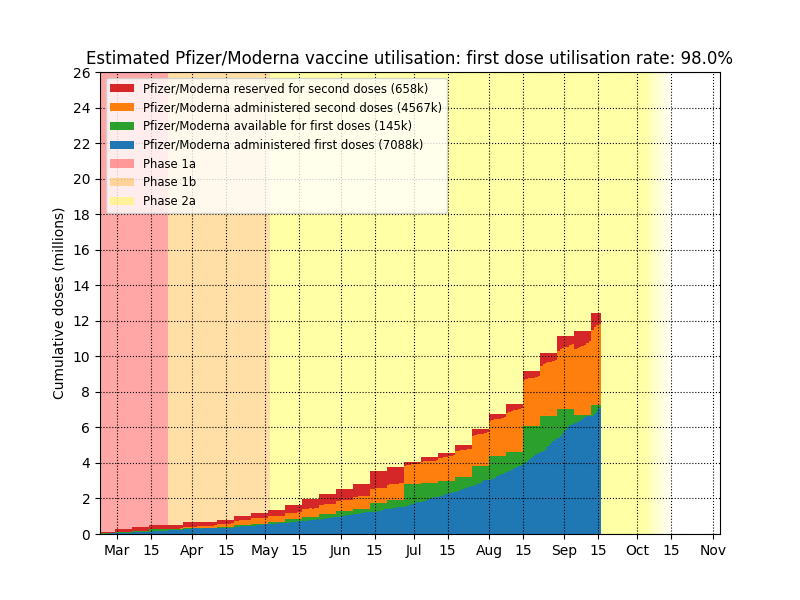 Estimated Pfizer/Moderna vaccine utilisation: first dose utilisation rate: 98.0%
Pfizer/Moderna reserved for second doses (658k)
Pfizer/Moderna administered second doses (4567k)
Pfizer/Moderna available for first doses (145k)
Pfizer/Moderna administered first doses (7088k)
Phase 1a
Phase 1b
Phase 2a
Cumulative doses (millions)
26
24
22
20
18
16
14
12
10
8
6
4
2
0
Mar 15 Apr 15 May 15 Jun 15 Jul 15 Aug 15 Sep 15 Oct 15 Nov